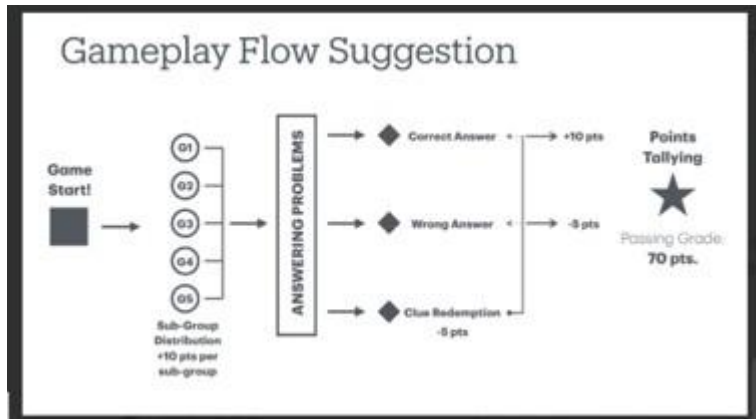 Gameplay Flow Suggestion
Game
Start!
G1
G2
G3
G4
G5
Sub-Group
Distribution
+10 pts per
sub-group
ANSWERING PROBLEMS
Correct Answer
+10 pts
Wrong Answer
-5 pts
Clue Redemption
-5 pts
Points
Tallying
Passing Grade:
70 pts.